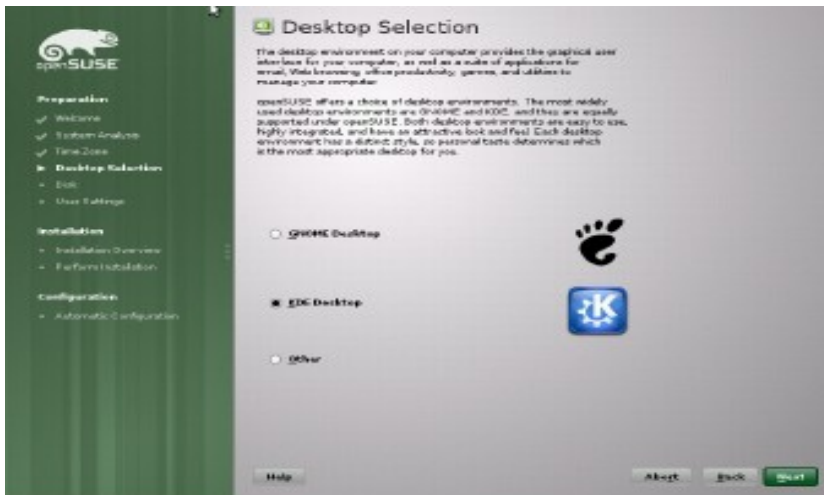 openSUSE
Preparation
Welcome
System Analysis
Time Zone
Desktop Selection
Disk
User Settings
Installation
Installation Overview
Perform Installation
Configuration
Automatic Configuration
Desktop Selection
The desktop environment on your computer provides the graphical user
interface for your computer, as well as a suite of applications for
email, Web browsing, office productivity, games, and utilities to
manage your computer.
openSUSE offers a choice of desktop environments. The most widely
used desktop environments are GNOME and KDE, and they are equally
supported under openSUSE. Both desktop environments are easy to use,
highly integrated, and have an attractive look and feel. Each desktop
environment has a distinct style, so personal taste determines which
is the most appropriate desktop for you.
GNOME Desktop
KDE Desktop
K
Other
Help
Abort
Back
Next